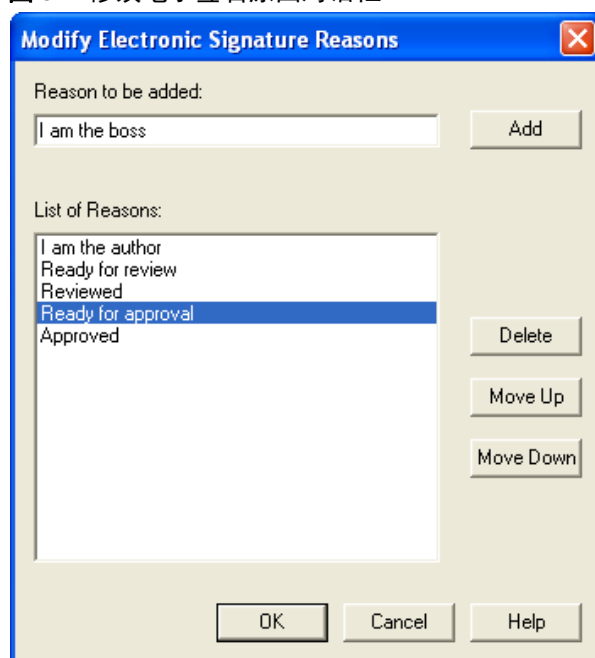 Modify Electronic Signature Reasons
Reason to be added:
I am the boss
Add
List of Reasons:
I am the author
Ready for review
Reviewed
Ready for approval
Approved
Delete
Move Up
Move Down
OK
Cancel
Help